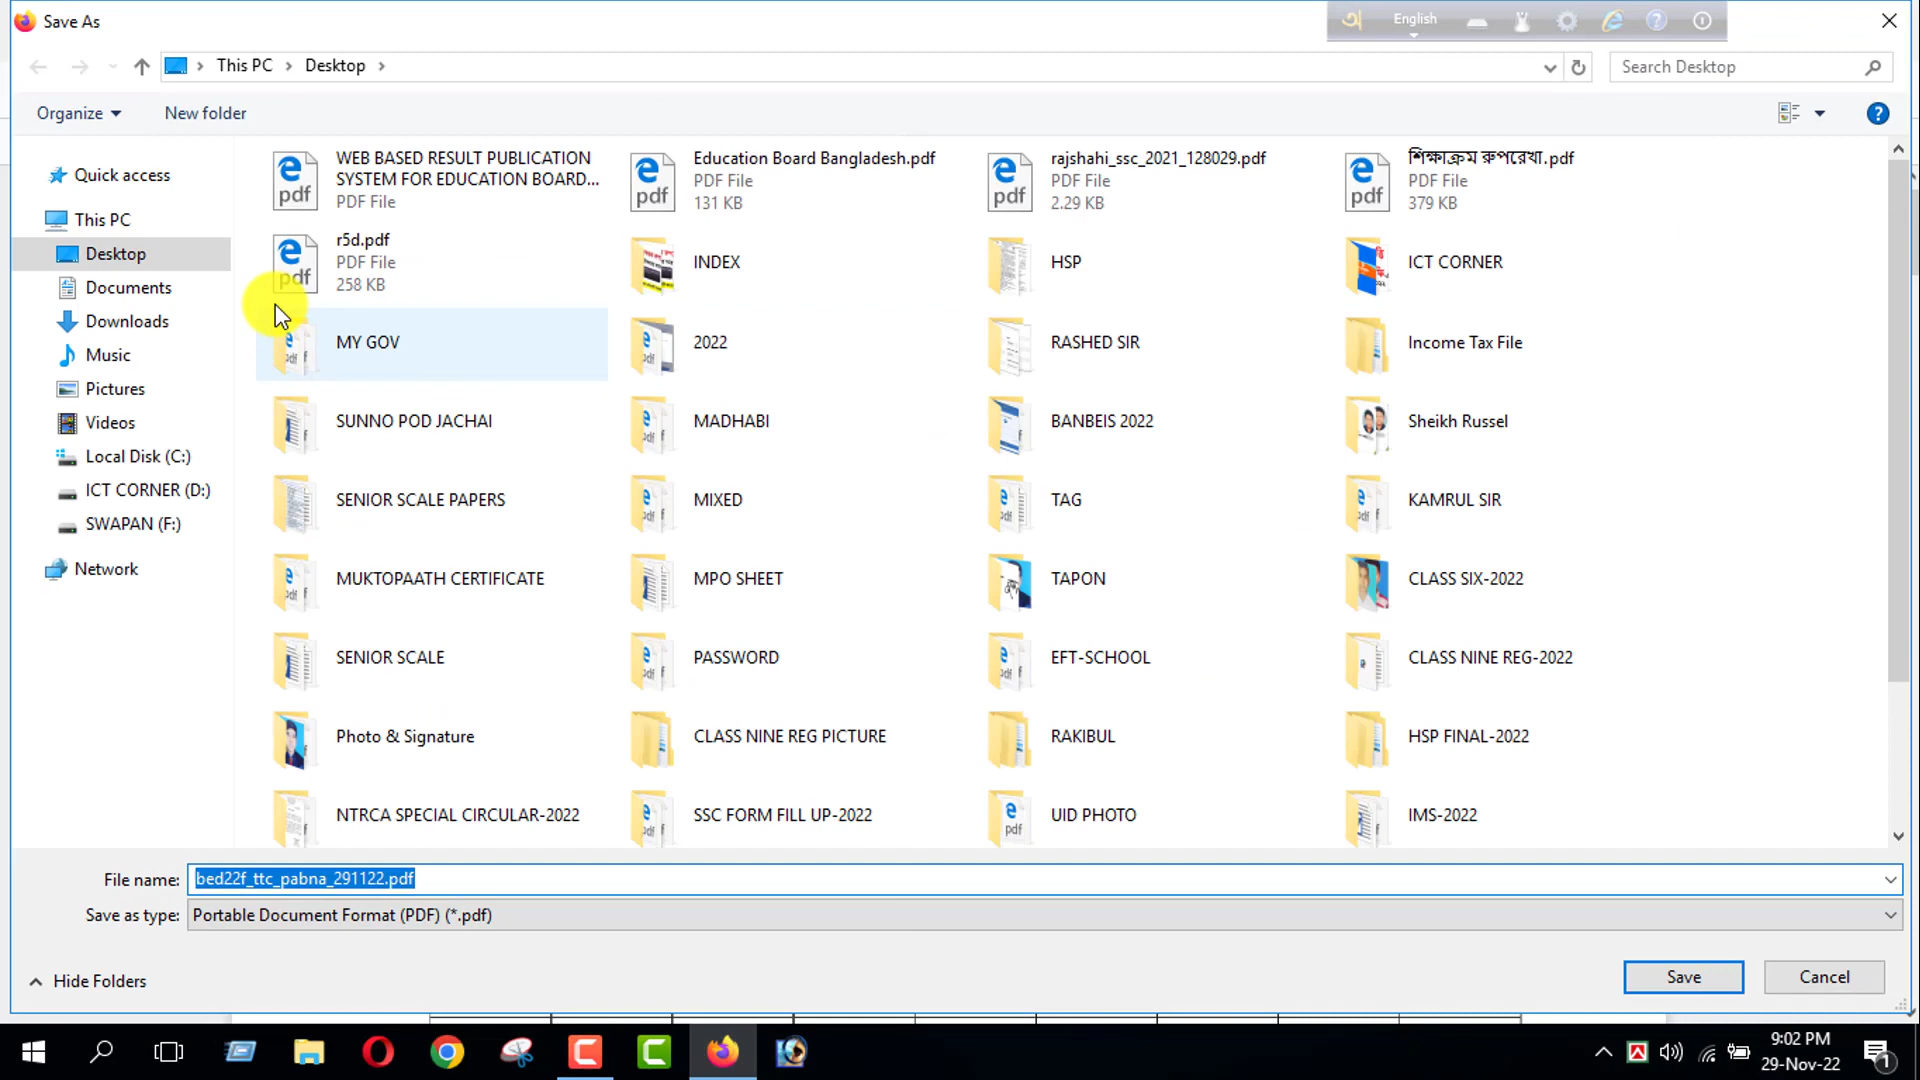 Save As
English
This PC
Desktop
Search Desktop
Organize
New folder
Quick access
This PC
Desktop
Documents
Downloads
Music
Pictures
Videos
Local Disk (C:)
ICT CORNER (D:)
SWAPAN (F:)
Network
WEB BASED RESULT PUBLICATION
SYSTEM FOR EDUCATION BOARD...
PDF File
Education Board Bangladesh.pdf
PDF File
131 KB
rajshahi_ssc_2021_128029.pdf
PDF File
2.29 KB
শিক্ষাক্রম রুপরেখা.pdf
PDF File
379 KB
r5d.pdf
PDF File
258 KB
INDEX
HSP
ICT CORNER
MY GOV
2022
RASHED SIR
Income Tax File
SUNNO POD JACHAI
MADHABI
BANBEIS 2022
Sheikh Russel
SENIOR SCALE PAPERS
MIXED
TAG
KAMRUL SIR
MUKTOPAATH CERTIFICATE
MPO SHEET
TAPON
CLASS SIX-2022
SENIOR SCALE
PASSWORD
EFT-SCHOOL
CLASS NINE REG-2022
Photo & Signature
CLASS NINE REG PICTURE
RAKIBUL
HSP FINAL-2022
NTRCA SPECIAL CIRCULAR-2022
SSC FORM FILL UP-2022
UID PHOTO
IMS-2022
File name: bed22f_ttc_pabna_291122.pdf
Save as type: Portable Document Format (PDF) (*.pdf)
Hide Folders
Save
Cancel
9:02 PM
29-Nov-22
1